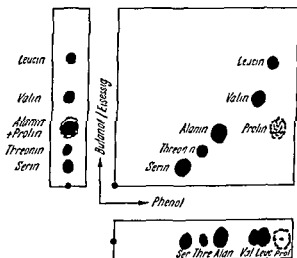 Leucin
Valin
Alanin
+Prolin
Threonin
Serin
Butanol/Eisessig
Phenol
Leucin
Valin
Alanin
Prolin
Threonin
Serin
Ser Thre Alan Val Leuc Prol